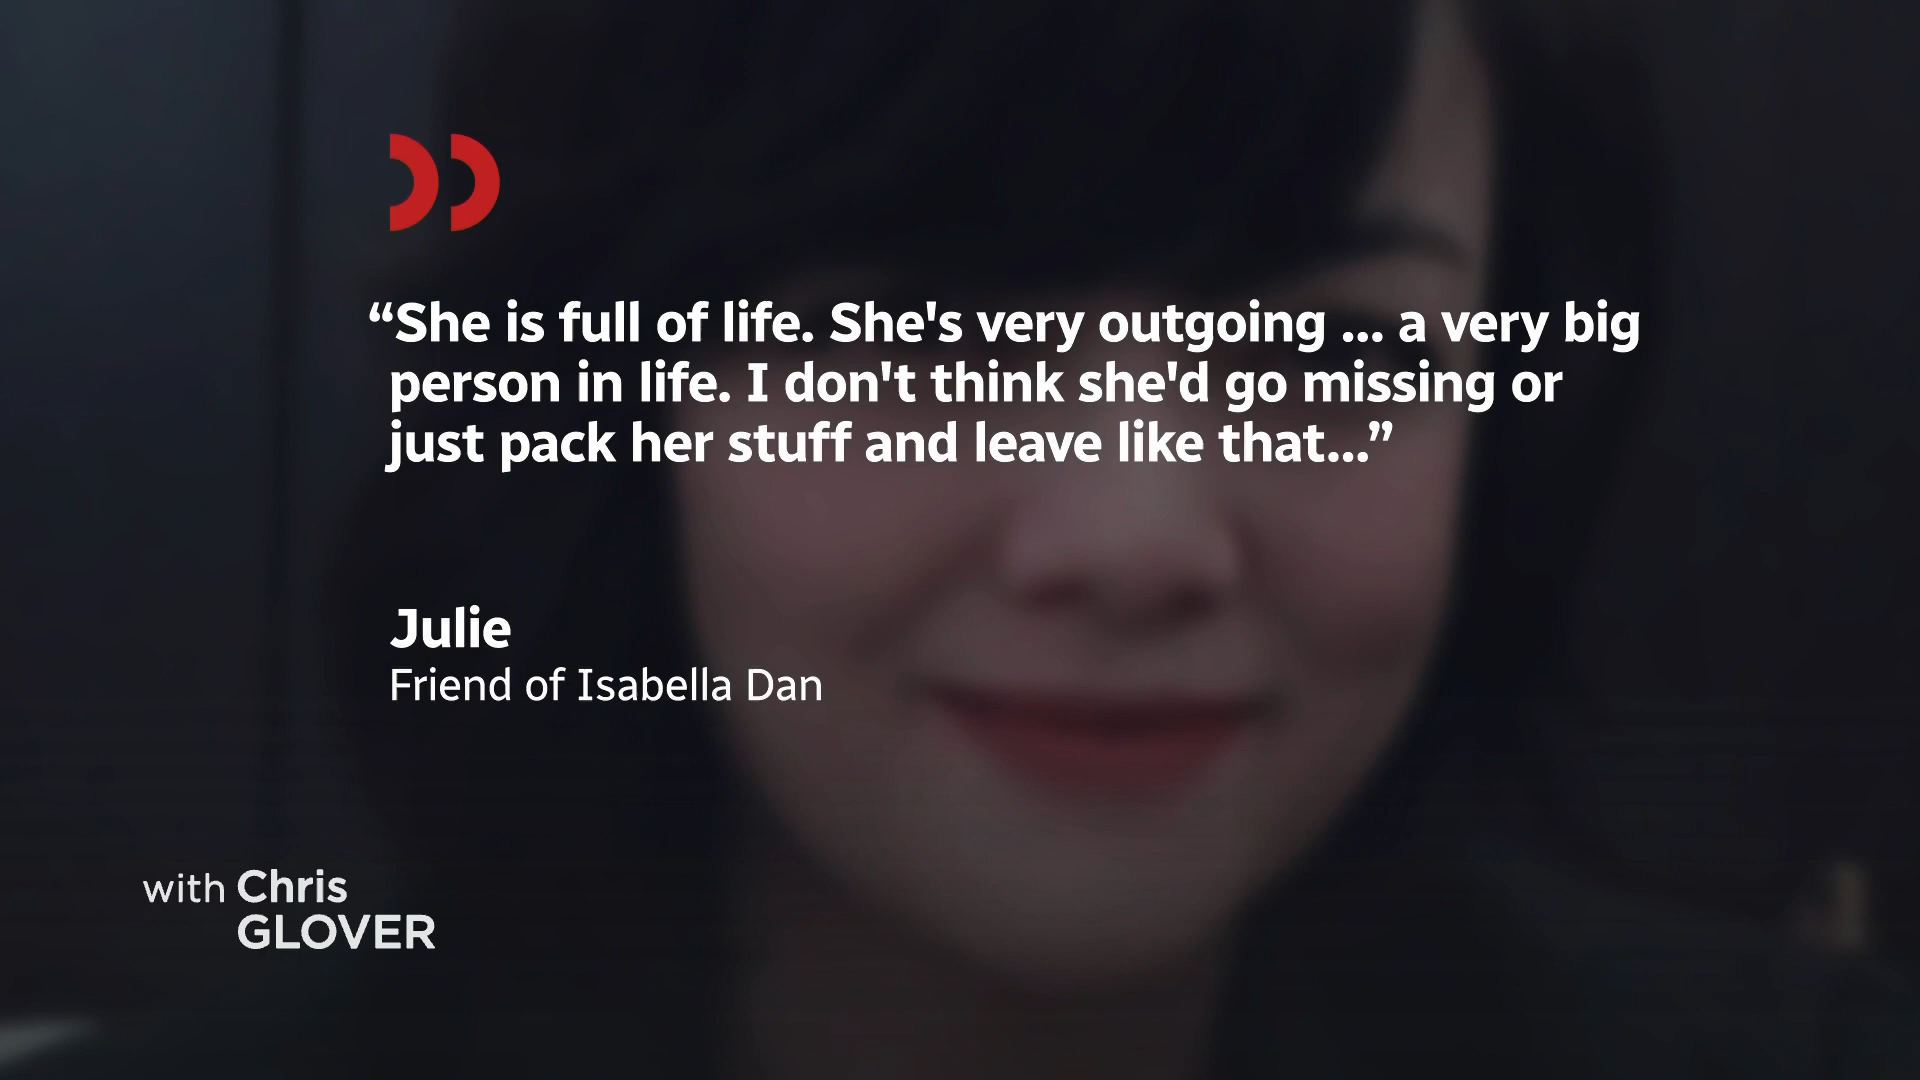 “She is full of life. She's very outgoing ... a very big
person in life. I don't think she'd go missing or
just pack her stuff and leave like that...”
Julie
Friend of Isabella Dan
with Chris
GLOVER